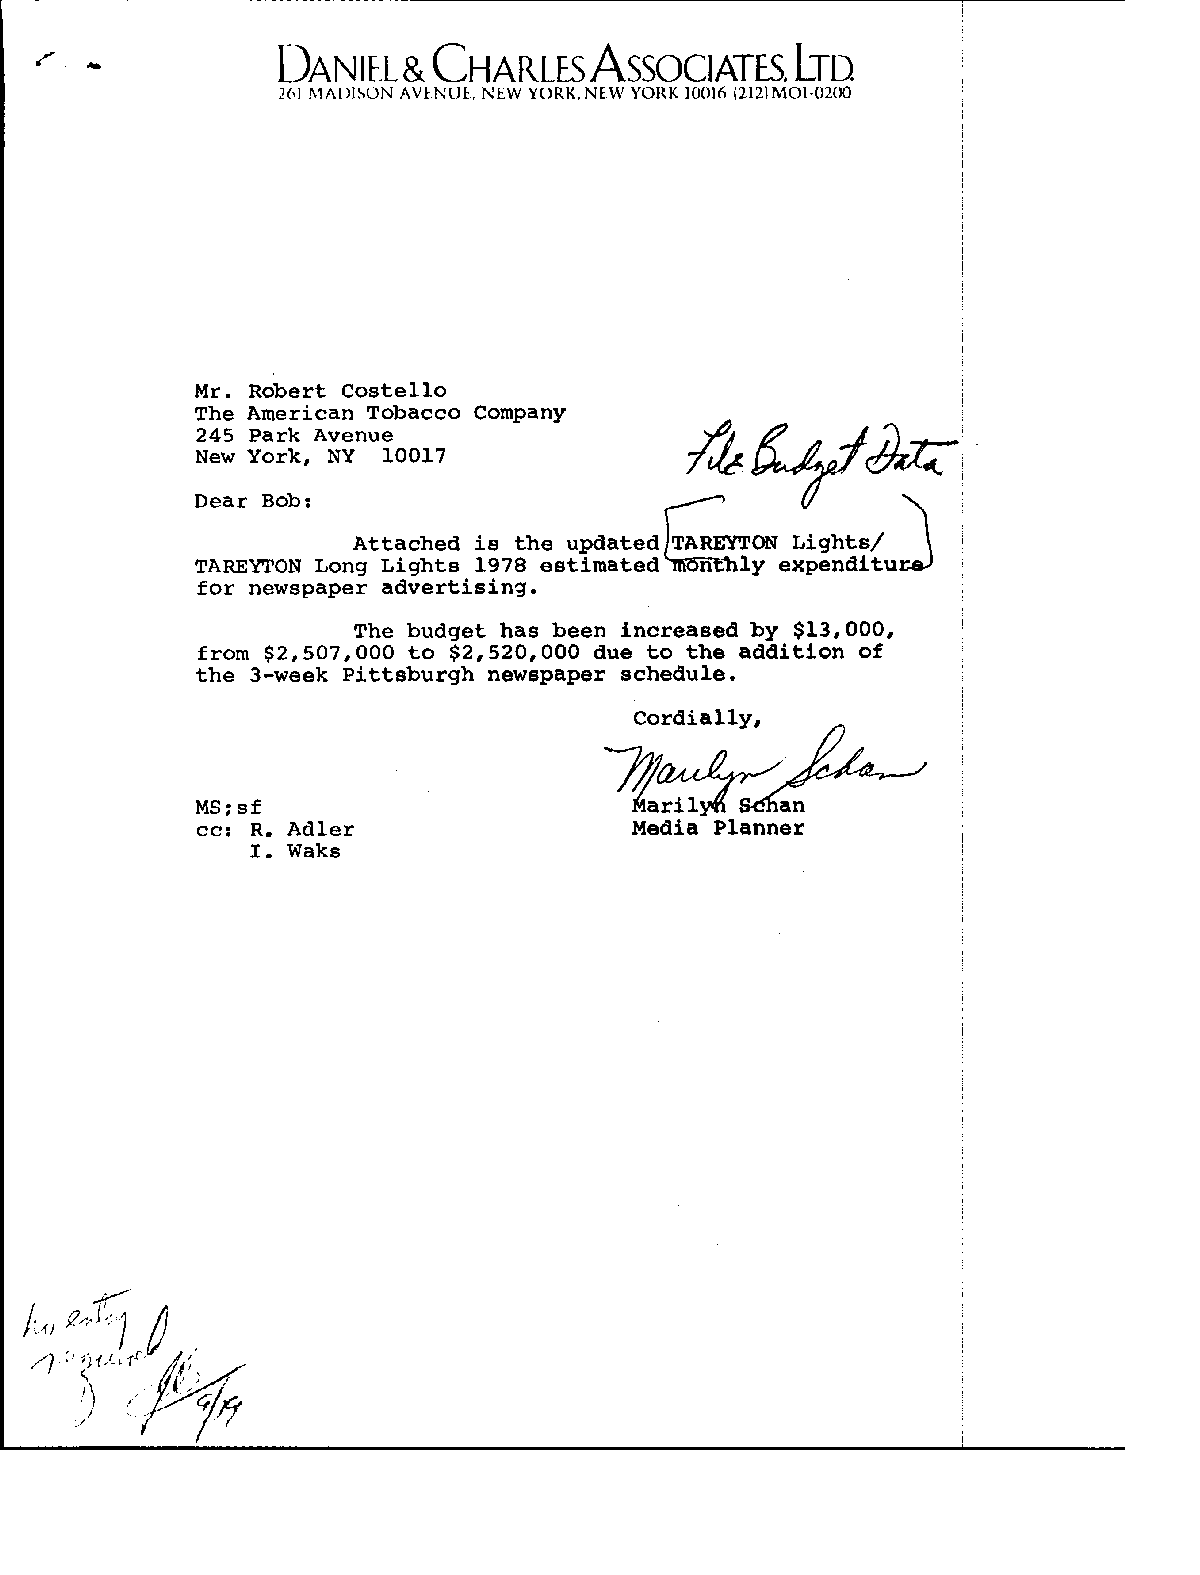 DANIEL & CHARLES ASSOCIATES, LTD.
261 MADISON AVENUE, NEW YORK, NEW YORK 10016 (212) MO1-0200
Mr. Robert Costello
The American Tobacco Company
245 Park Avenue
New York, NY 10017
File Budget Data
Dear Bob:
Attached is the updated TAREYTON Lights/
TAREYTON Long Lights 1978 estimated monthly expenditure
for newspaper advertising.
The budget has been increased by $13,000,
from $2,507,000 to $2,520,000 due to the addition of
the 3-week Pittsburgh newspaper schedule.
Cordially,
Marilyn Schan
Marilyn Schan
Media Planner
MS;sf
cc: R. Adler
I. Waks
no entry
required
9/19